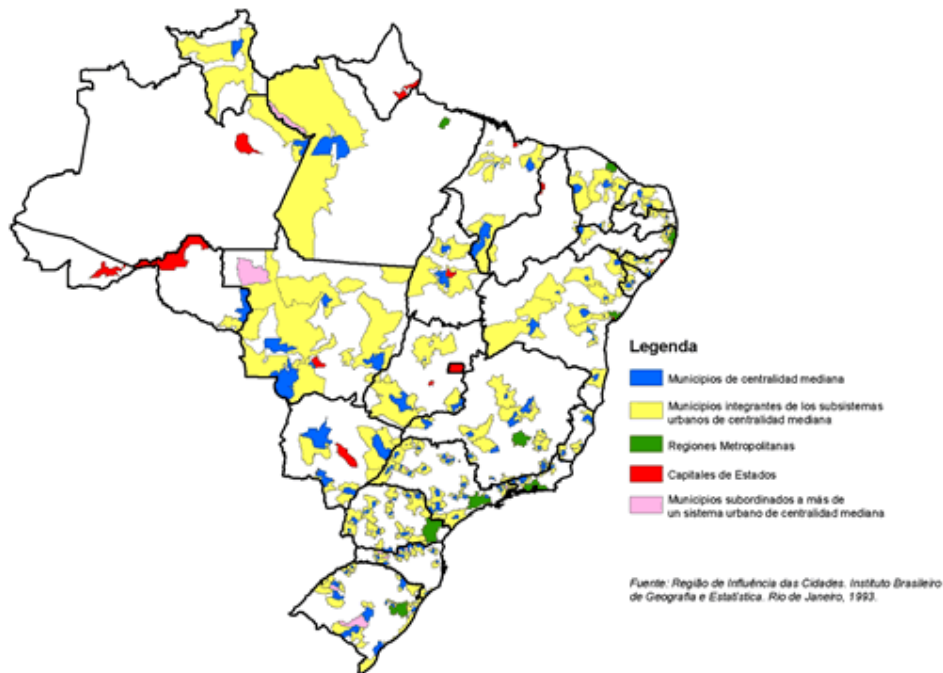 Legenda
Municipios de centralidad mediana
Municipios integrantes de los subsistemas
urbanos de centralidad mediana
Regiones Metropolitanas
Capitales de Estados
Municipios subordinados a más de
un sistema urbano de centralidad mediana
Fuente: Região de Influência das Cidades. Instituto Brasileiro
de Geografia e Estatística. Rio de Janeiro, 1993.